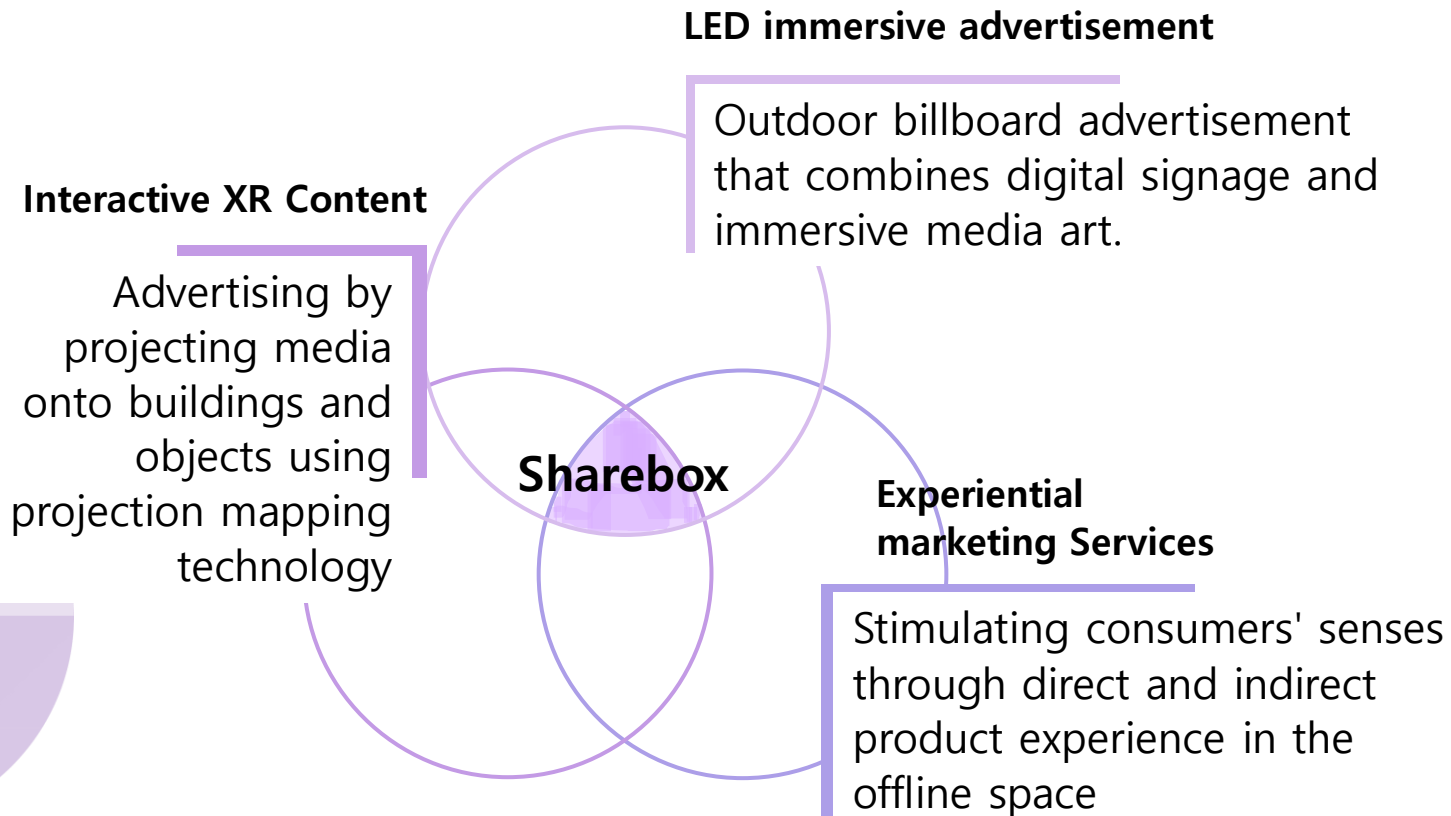 LED immersive advertisement
Outdoor billboard advertisement
that combines digital signage and
immersive media art.
Interactive XR Content
Advertising by
projecting media
onto buildings and
objects using
projection mapping
technology
Sharebox
Experiential
marketing Services
Stimulating consumers' senses
through direct and indirect
product experience in the
offline space